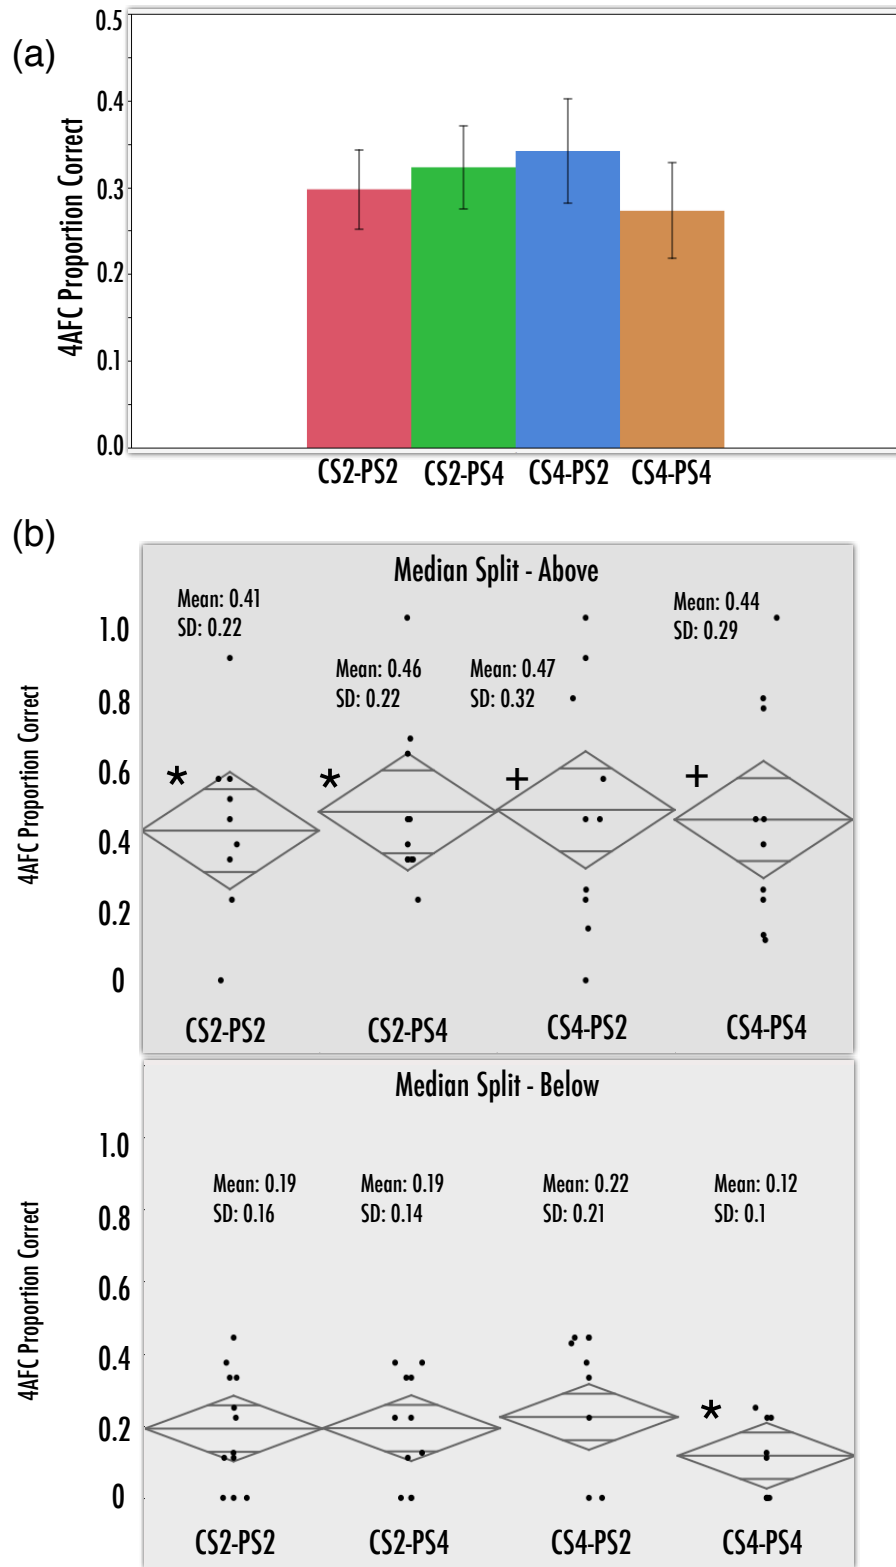 (a)
4AFC Proportion Correct
0.5
0.4
0.3
0.2
0.1
0.0
CS2-PS2 CS2-PS4 CS4-PS2 CS4-PS4
(b)
Median Split - Above
4AFC Proportion Correct
Mean: 0.41
SD: 0.22
Mean: 0.46
SD: 0.22
Mean: 0.47
SD: 0.32
Mean: 0.44
SD: 0.29
1.0
0.8
0.6
0.4
0.2
0
* * + +
CS2-PS2 CS2-PS4 CS4-PS2 CS4-PS4
Median Split - Below
4AFC Proportion Correct
Mean: 0.19
SD: 0.16
Mean: 0.19
SD: 0.14
Mean: 0.22
SD: 0.21
Mean: 0.12
SD: 0.1
1.0
0.8
0.6
0.4
0.2
0
*
CS2-PS2 CS2-PS4 CS4-PS2 CS4-PS4